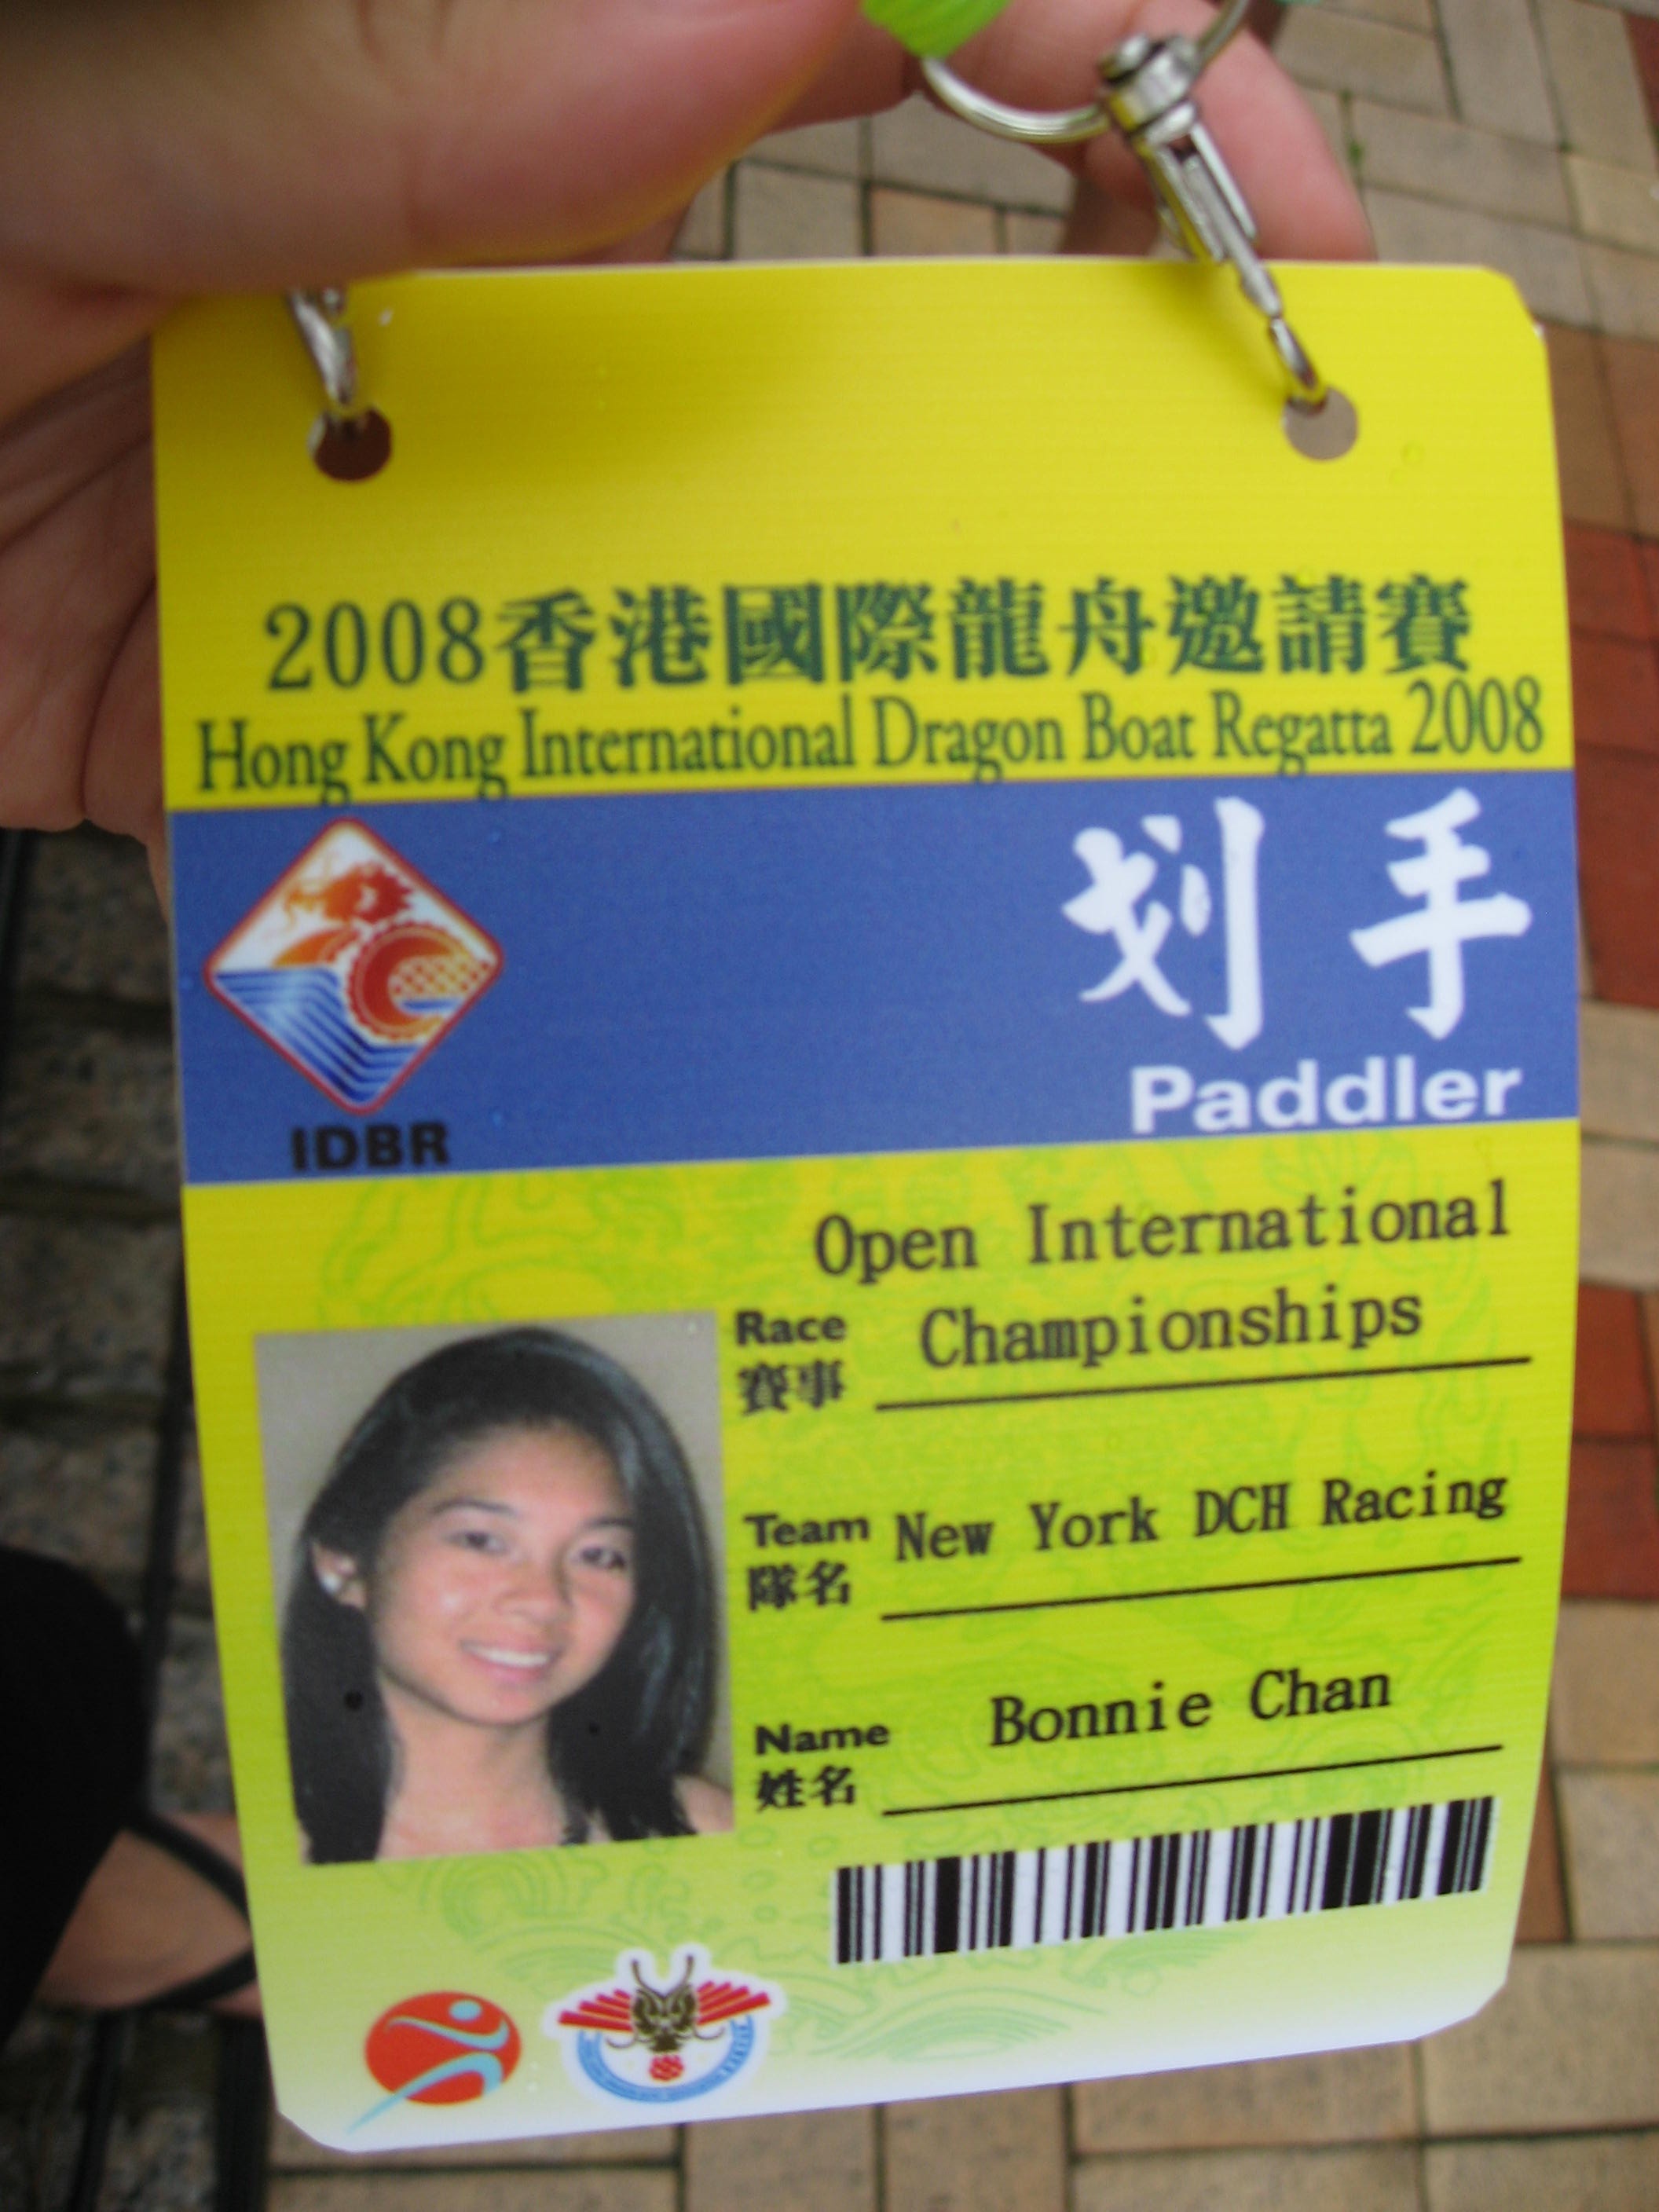 2008香港國際龍舟邀請賽
Hong Kong International Dragon Boat Regatta 2008
划手
Paddler
IDBR
Open International
Race Championships
賽事
Team New York DCH Racing
隊名
Name Bonnie Chan
姓名